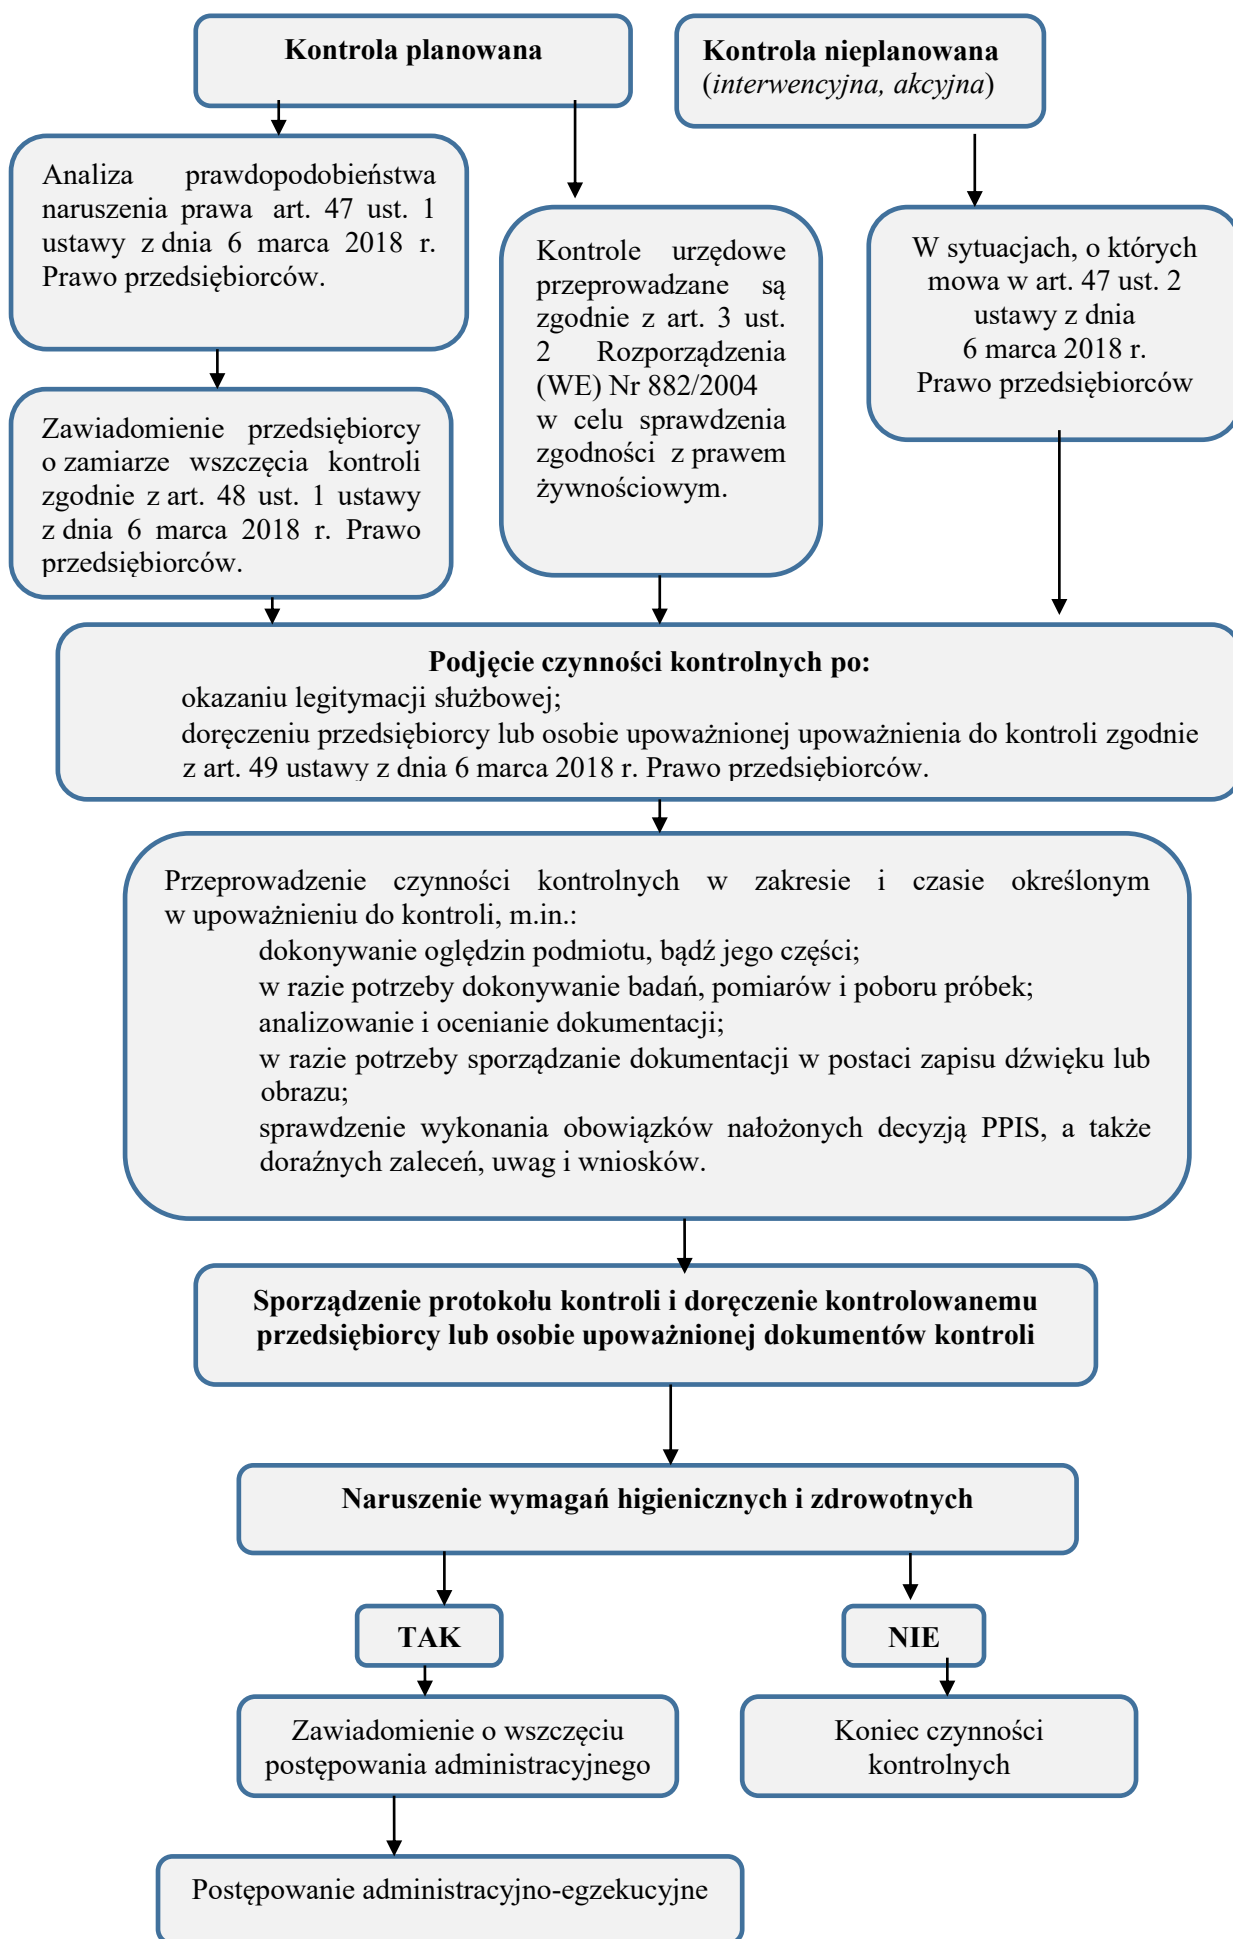 Kontrola planowana
Kontrola nieplanowana
(interwencyjna, akcyjna)
Analiza prawdopodobieństwa
naruszenia prawa art. 47 ust. 1
ustawy z dnia 6 marca 2018 r.
Prawo przedsiębiorców.
Kontrole urzędowe
przeprowadzane są
zgodnie z art. 3 ust.
2 Rozporządzenia
(WE) Nr 882/2004
w celu sprawdzenia
zgodności z prawem
żywnościowym.
W sytuacjach, o których
mowa w art. 47 ust. 2
ustawy z dnia
6 marca 2018 r.
Prawo przedsiębiorców
Zawiadomienie przedsiębiorcy
o zamiarze wszczęcia kontroli
zgodnie z art. 48 ust. 1 ustawy
z dnia 6 marca 2018 r. Prawo
przedsiębiorców.
Podjęcie czynności kontrolnych po:
okazaniu legitymacji służbowej;
doręczeniu przedsiębiorcy lub osobie upoważnionej upoważnienia do kontroli zgodnie
z art. 49 ustawy z dnia 6 marca 2018 r. Prawo przedsiębiorców.
Przeprowadzenie czynności kontrolnych w zakresie i czasie określonym
w upoważnieniu do kontroli, m.in.:
dokonywanie oględzin podmiotu, bądź jego części;
w razie potrzeby dokonywanie badań, pomiarów i poboru próbek;
analizowanie i ocenianie dokumentacji;
w razie potrzeby sporządzanie dokumentacji w postaci zapisu dźwięku lub
obrazu;
sprawdzenie wykonania obowiązków nałożonych decyzją PPIS, a także
doraźnych zaleceń, uwag i wniosków.
Sporządzenie protokołu kontroli i doręczenie kontrolowanemu
przedsiębiorcy lub osobie upoważnionej dokumentów kontroli
Naruszenie wymagań higienicznych i zdrowotnych
TAK
NIE
Zawiadomienie o wszczęciu
postępowania administracyjnego
Koniec czynności
kontrolnych
Postępowanie administracyjno-egzekucyjne